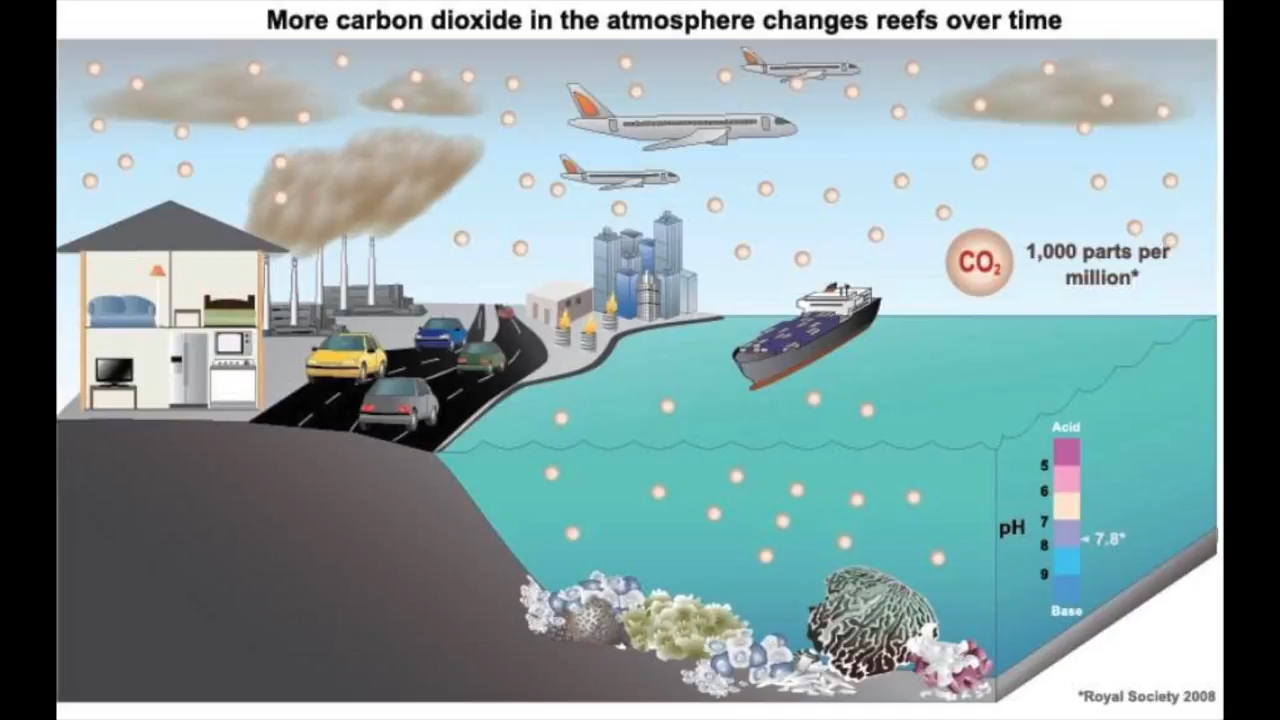 More carbon dioxide in the atmosphere changes reefs over time
CO₂
1,000 parts per
million*
Acid
5
6
7
pH
7.8*
8
9
Base
*Royal Society 2008